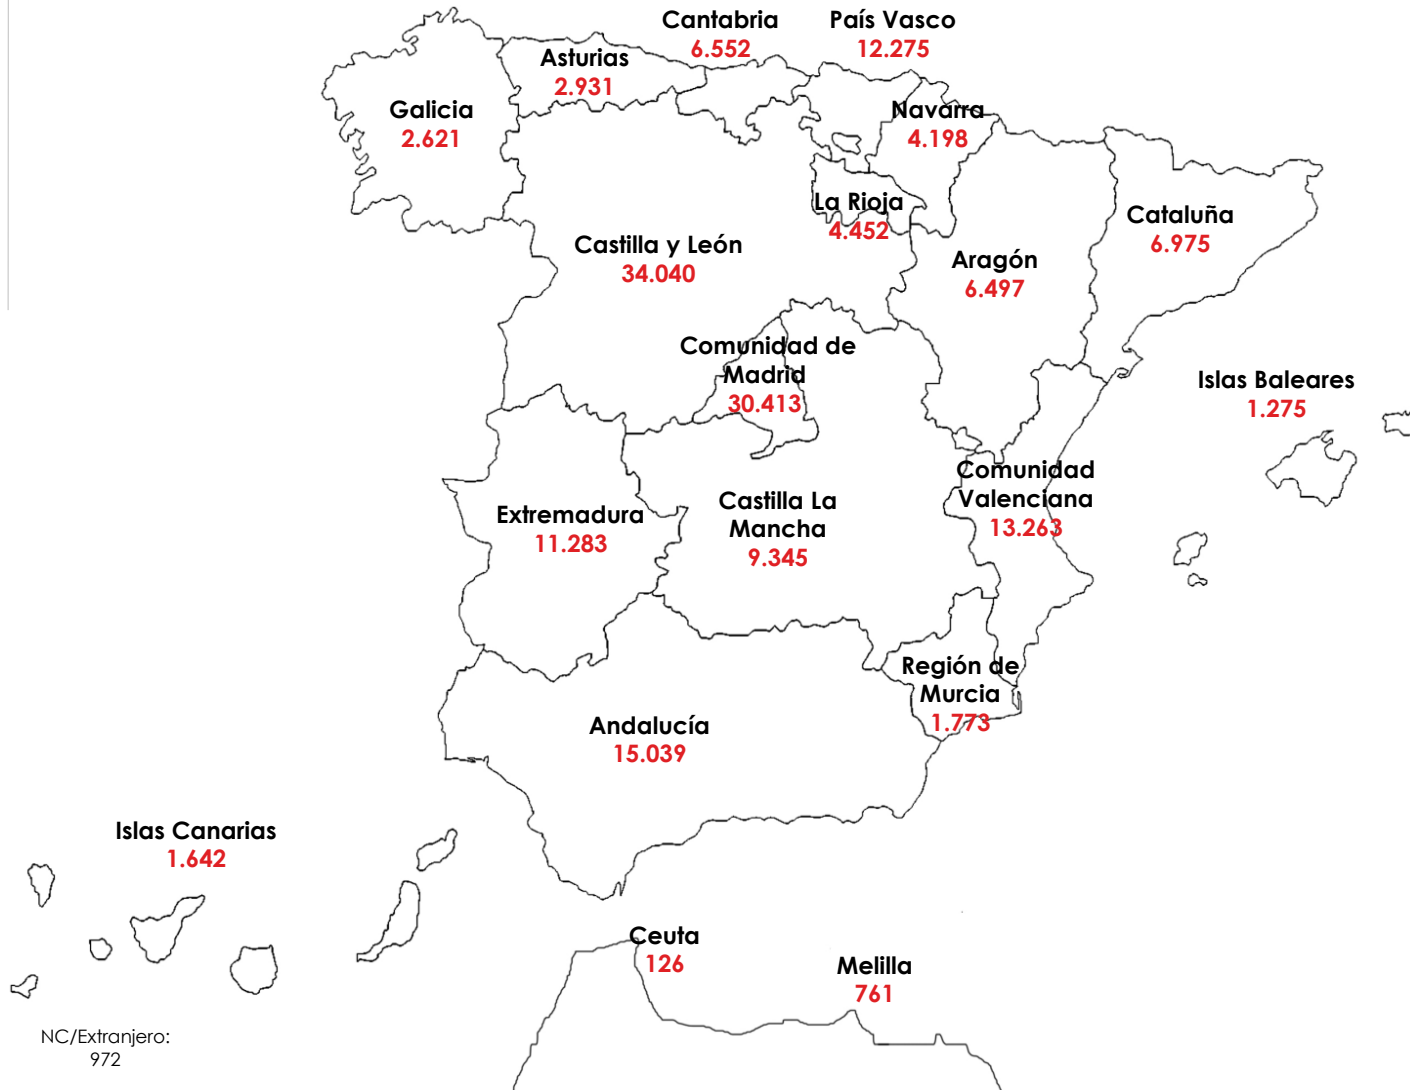 Cantabria
6.552
País Vasco
12.275
Asturias
2.931
Galicia
2.621
Navarra
4.198
La Rioja
4.452
Cataluña
6.975
Castilla y León
34.040
Aragón
6.497
Comunidad de
Madrid
30.413
Islas Baleares
1.275
Comunidad
Valenciana
13.263
Extremadura
11.283
Castilla La
Mancha
9.345
Región de
Murcia
1.773
Andalucía
15.039
Islas Canarias
1.642
Ceuta
126
Melilla
761
NC/Extranjero:
972